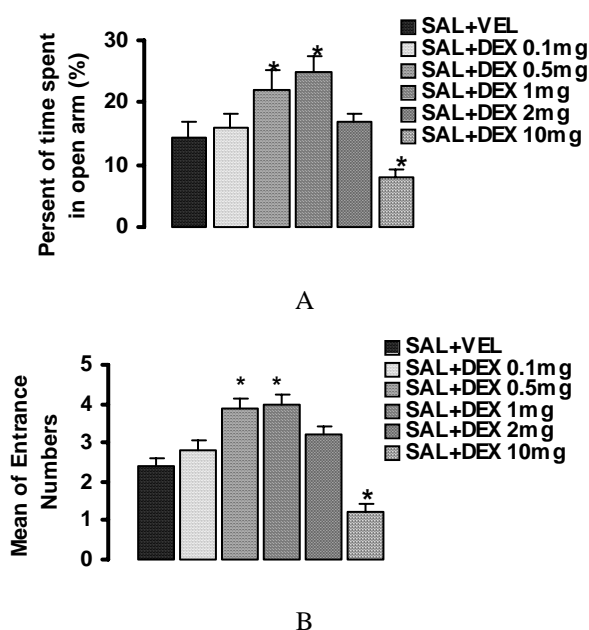 SAL+VEL
SAL+DEX 0.1mg
SAL+DEX 0.5mg
SAL+DEX 1mg
SAL+DEX 2mg
SAL+DEX 10mg
Persent of time spent
in open arm (%)
30
20
10
0
* * *
A
SAL+VEL
SAL+DEX 0.1mg
SAL+DEX 0.5mg
SAL+DEX 1mg
SAL+DEX 2mg
SAL+DEX 10mg
Mean of Entrance
Numbers
5
4
3
2
1
0
* * *
B